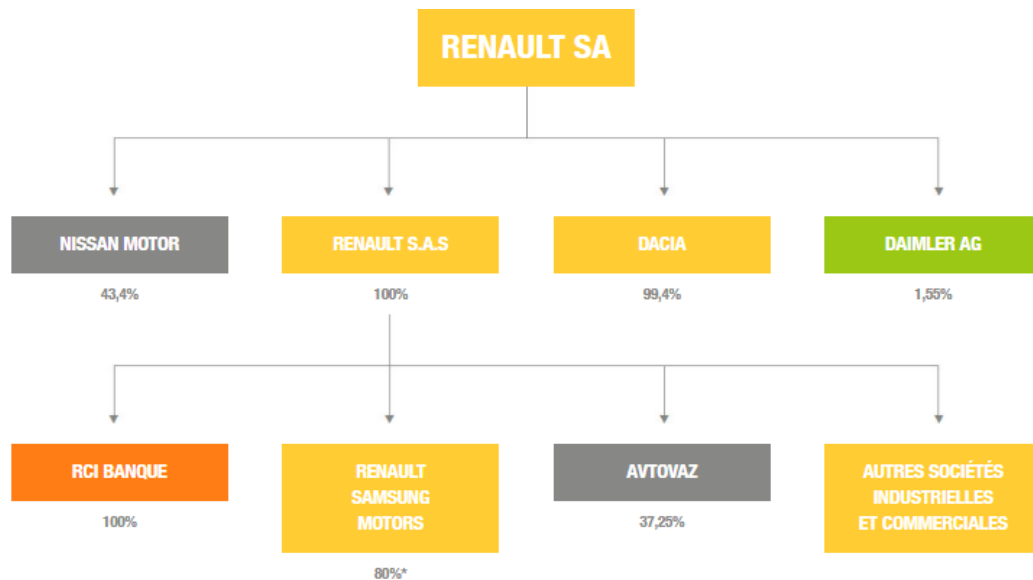 RENAULT SA
NISSAN MOTOR
RENAULT S.A.S
DACIA
DAIMLER AG
43,4%
100%
99,4%
1,55%
RCI BANQUE
RENAULT
SAMSUNG
MOTORS
AVTOVAZ
AUTRES SOCIÉTÉS
INDUSTRIELLES
ET COMMERCIALES
100%
80%*
37,25%